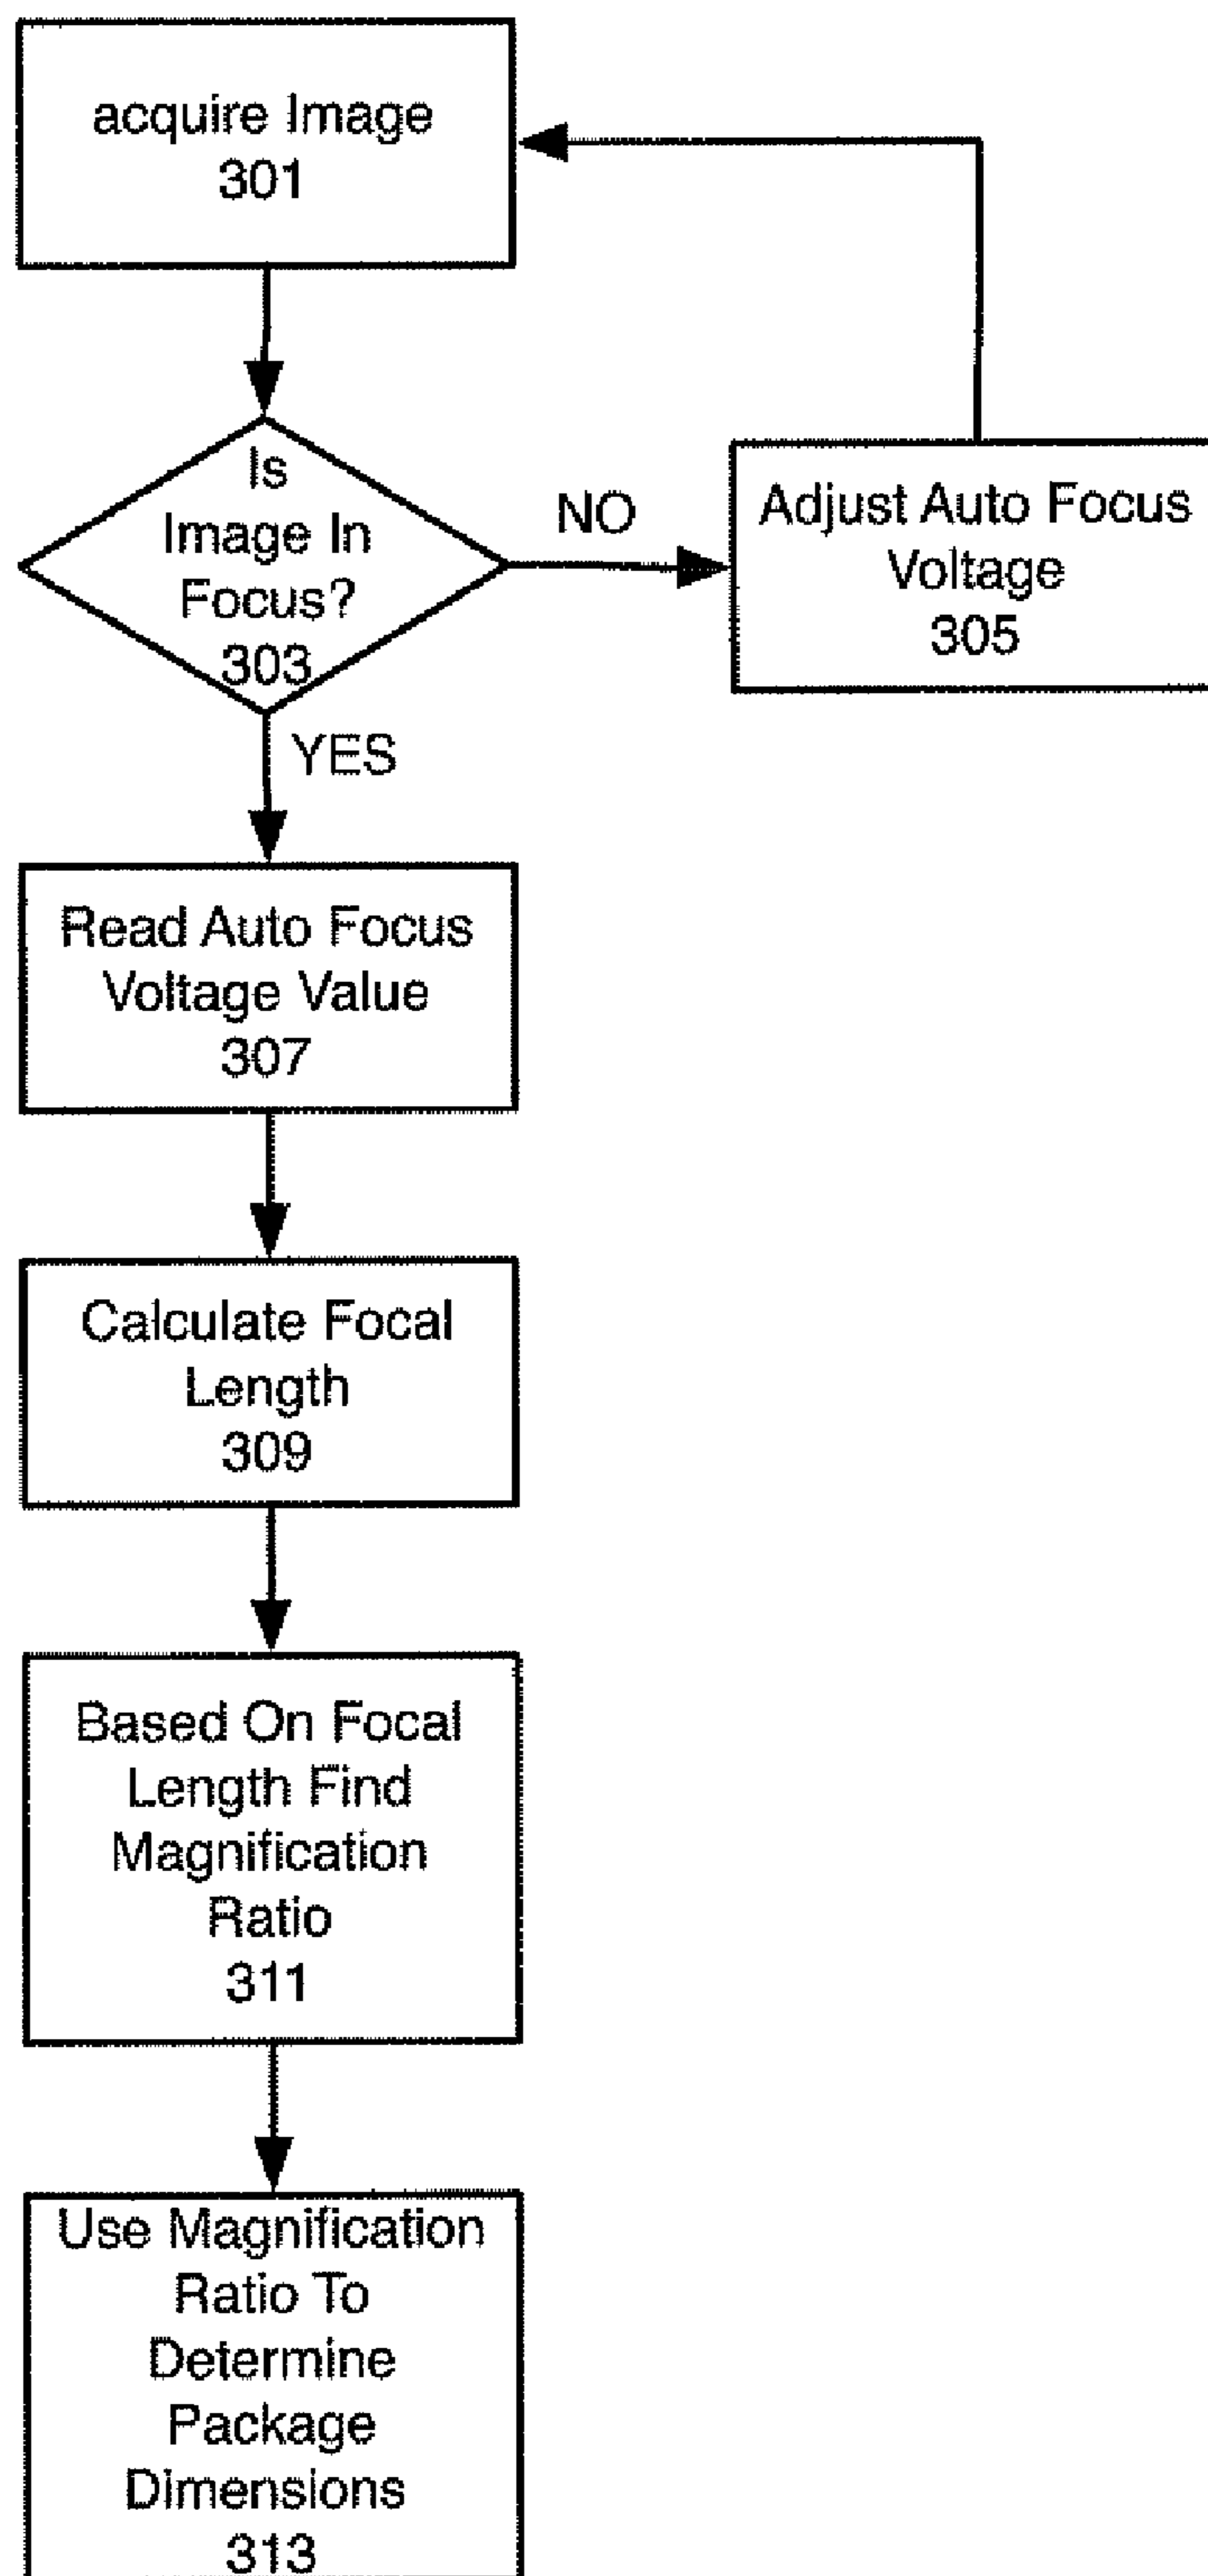 acquire Image
301
Is
Image In
Focus?
303
NO
Adjust Auto Focus
Voltage
305
YES
Read Auto Focus
Voltage Value
307
Calculate Focal
Length
309
Based On Focal
Length Find
Magnification
Ratio
311
Use Magnification
Ratio To
Determine
Package
Dimensions
313